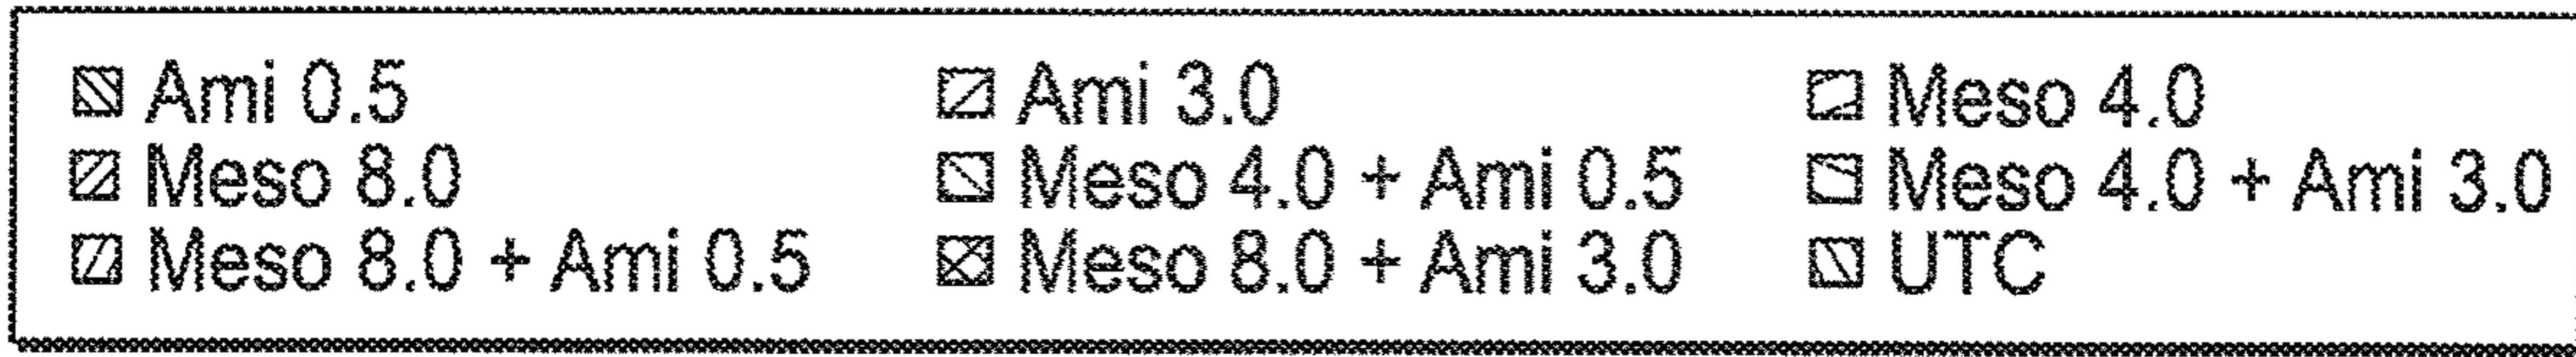 Ami 0.5 Ami 3.0 Meso 4.0
Meso 8.0 Meso 4.0 + Ami 0.5 Meso 4.0 + Ami 3.0
Meso 8.0 + Ami 0.5 Meso 8.0 + Ami 3.0 UTC